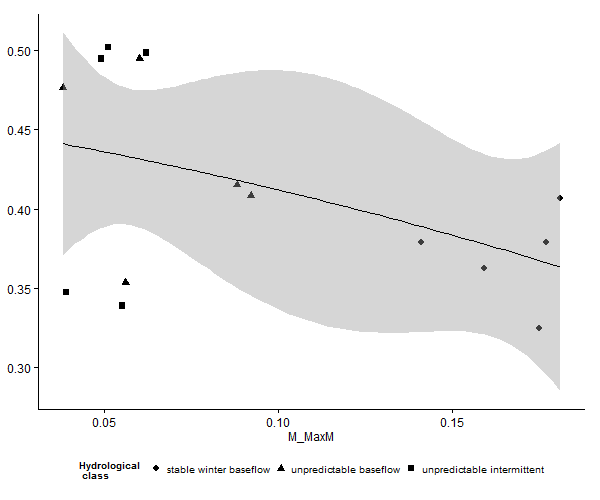 0.50
0.45
0.40
0.35
0.30
0.05 0.10 0.15
M_MaxM
Hydrological
class
stable winter baseflow unpredictable baseflow unpredictable intermittent